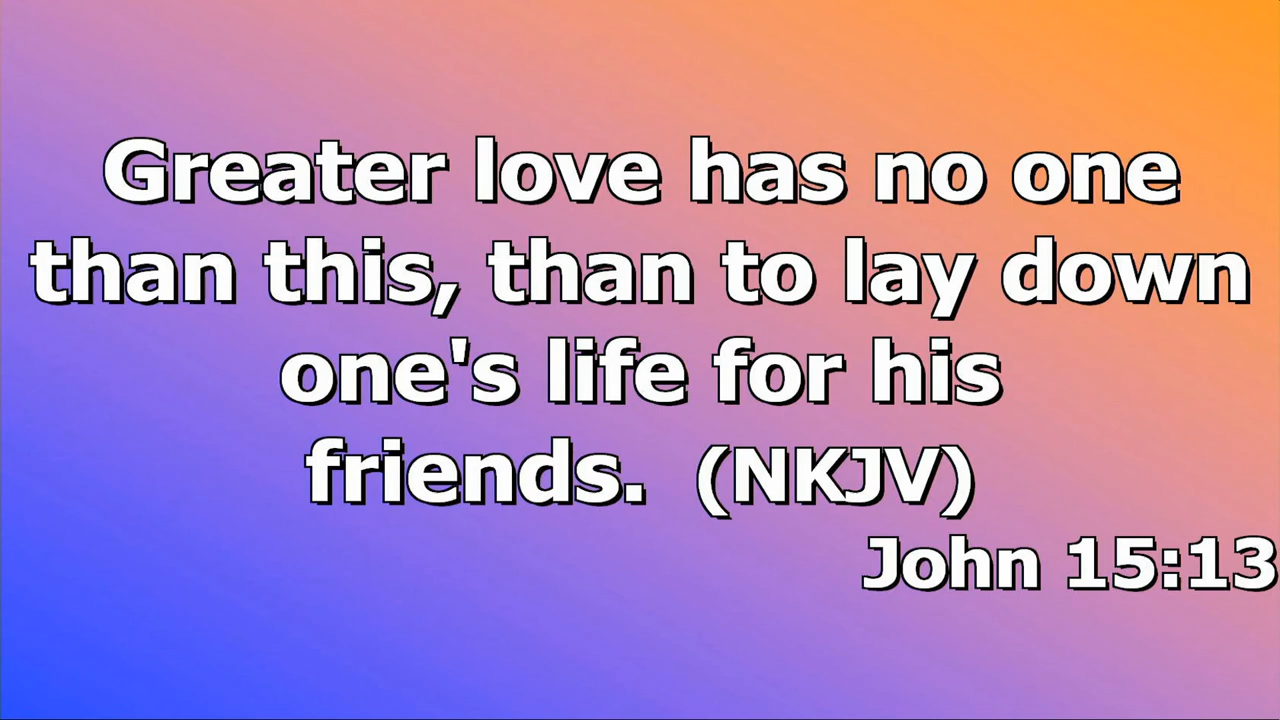 Greater love has no one
than this, than to lay down
one's life for his
friends.  (NKJV)
John 15:13